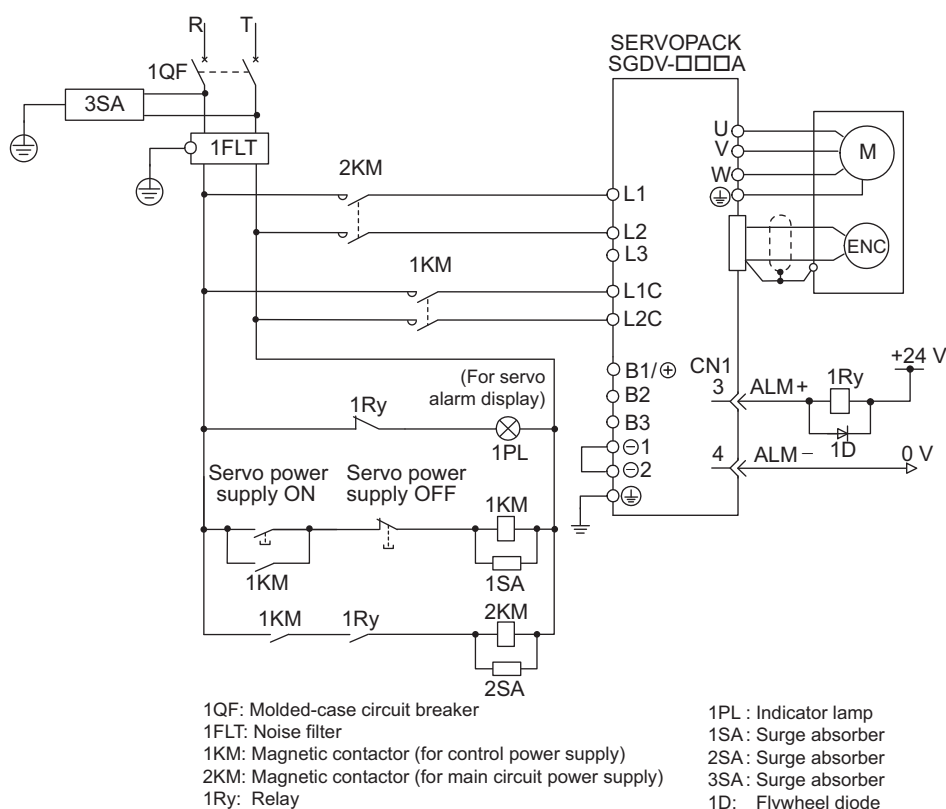 R T
SERVOPACK
SGDV-□□□A
1QF
3SA
1FLT
U
V
W
M
2KM
L1
L2
L3
ENC
1KM
L1C
L2C
B1/⊕
B2
B3
⊖1
⊖2
CN1
3 ALM+
1Ry
+24 V
1D
4 ALM−
0 V
(For servo
alarm display)
1Ry
1PL
Servo power
supply ON
Servo power
supply OFF
1KM
1KM
1SA
1KM
1Ry
2KM
2SA
1QF: Molded-case circuit breaker
1FLT: Noise filter
1KM: Magnetic contactor (for control power supply)
2KM: Magnetic contactor (for main circuit power supply)
1Ry: Relay
1PL : Indicator lamp
1SA : Surge absorber
2SA : Surge absorber
3SA : Surge absorber
1D: Flywheel diode